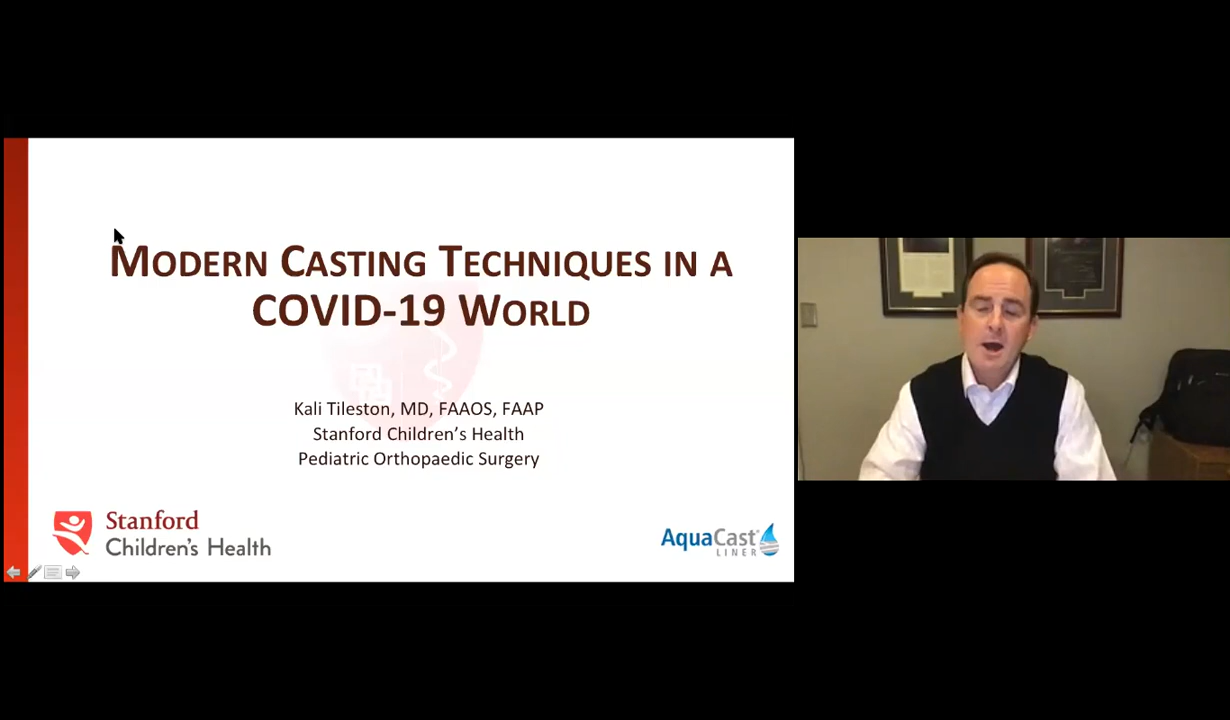 MODERN CASTING TECHNIQUES IN A
COVID-19 WORLD
Kali Tileston, MD, FAAOS, FAAP
Stanford Children's Health
Pediatric Orthopaedic Surgery
Stanford
Children's Health
AquaCast®
LINER